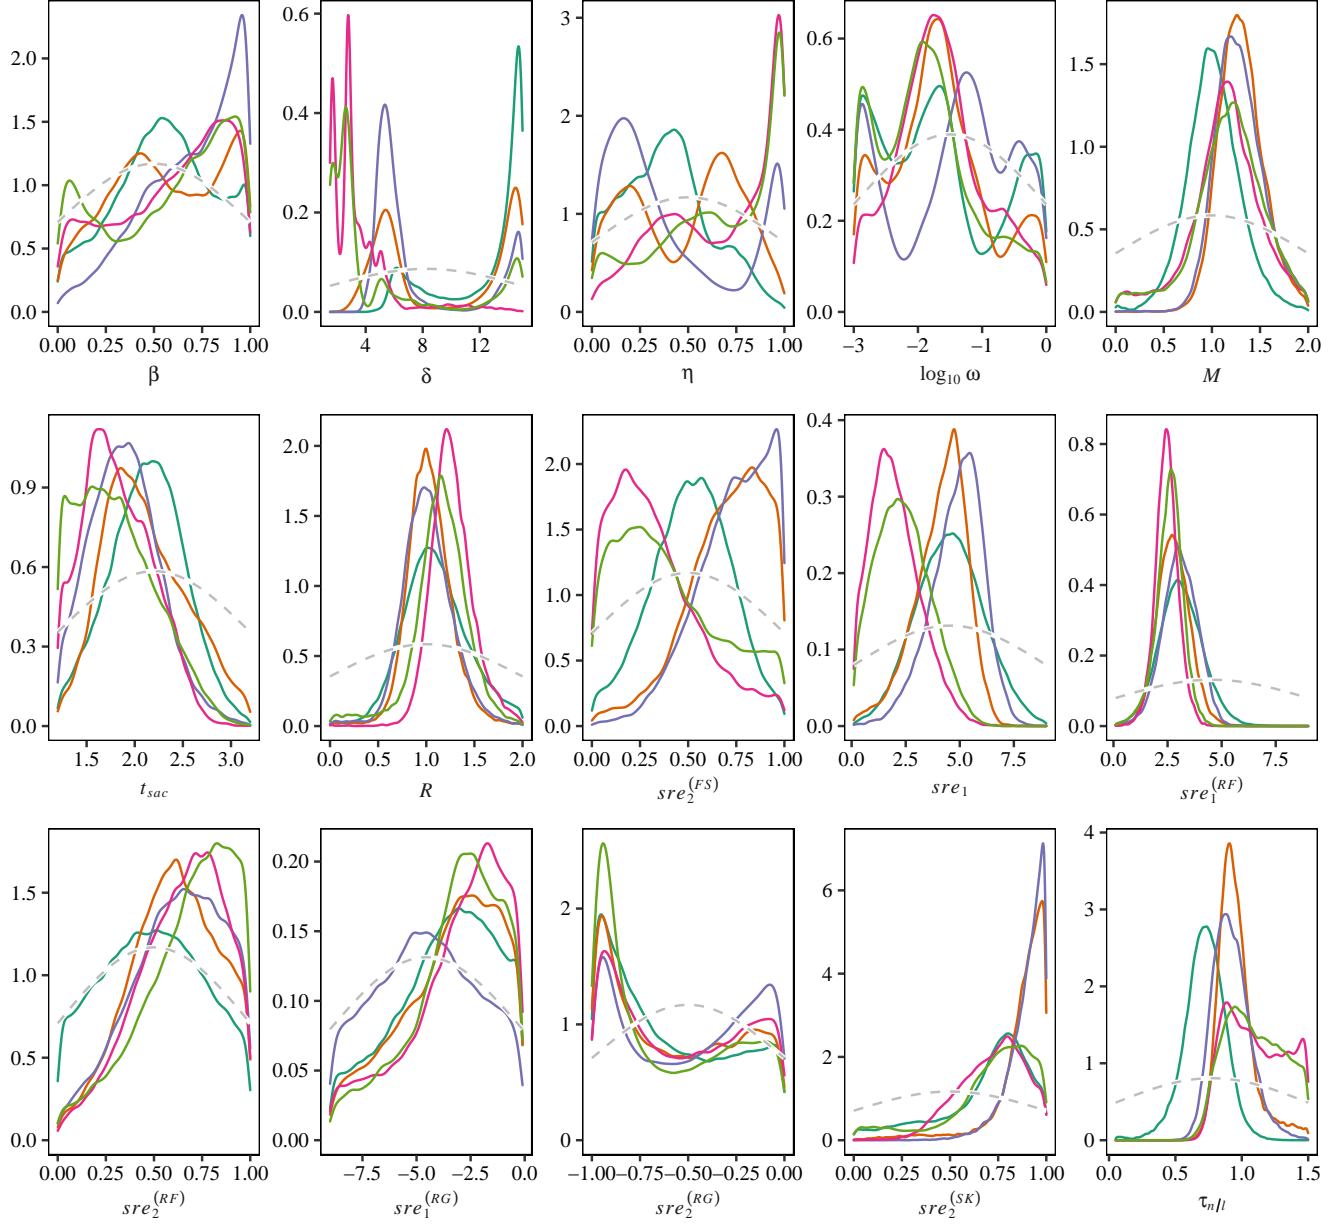 0.0 1.0 2.0
0.00 0.25 0.50 0.75 1.00
β
0.0 0.2 0.4 0.6
4 8 12
δ
0 1 2 3
0.00 0.25 0.50 0.75 1.00
η
0.0 0.2 0.4 0.6
−3 −2 −1 0
log₁₀ ω
0.0 0.5 1.0 1.5
0.0 0.5 1.0 1.5 2.0
M
0.0 0.3 0.6 0.9
1.5 2.0 2.5 3.0
t_sac
0.0 0.5 1.0 1.5 2.0
0.0 0.5 1.0 1.5 2.0
R
0.0 0.5 1.0 1.5 2.0
0.00 0.25 0.50 0.75 1.00
sre₂^(FS)
0.0 0.1 0.2 0.3 0.4
0.0 2.5 5.0 7.5
sre₁
0.0 0.2 0.4 0.6 0.8
0.0 2.5 5.0 7.5
sre₁^(RF)
0.0 0.5 1.0 1.5
0.00 0.25 0.50 0.75 1.00
sre₂^(RF)
0.00 0.05 0.10 0.15 0.20
−7.5 −5.0 −2.5 0.0
sre₁^(RG)
0 1 2
−1.00 −0.75 −0.50 −0.25 0.00
sre₂^(RG)
0 2 4 6
0.00 0.25 0.50 0.75 1.00
sre₂^(SK)
0 1 2 3 4
0.0 0.5 1.0 1.5
τ_n/l